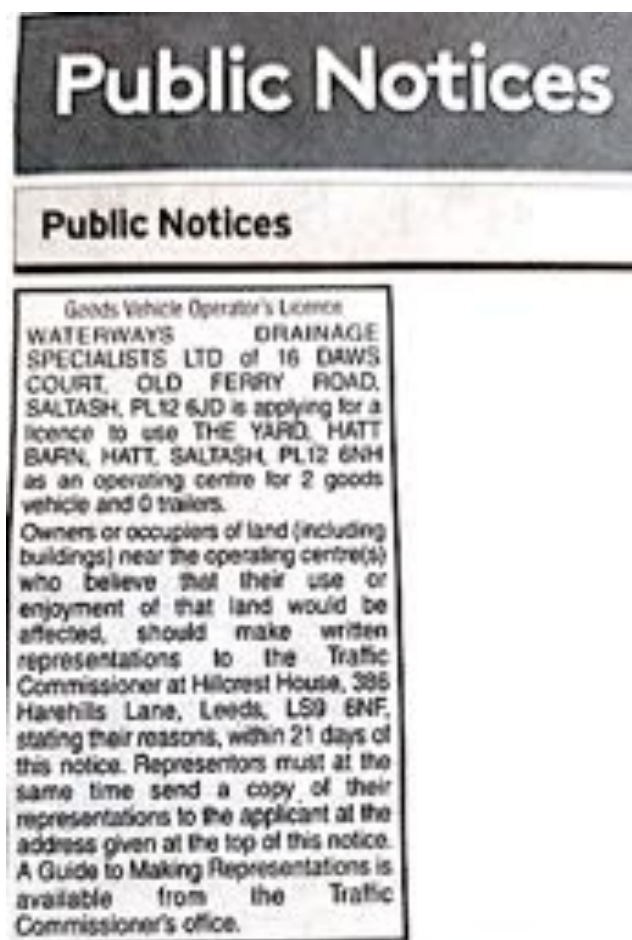 Public Notices
Public Notices
Goods Vehicle Operator's Licence
WATERWAYS DRAINAGE
SPECIALISTS LTD of 16 DAWS
COURT, OLD FERRY ROAD,
SALTASH, PL12 6JD is applying for a
licence to use THE YARD, HATT
BARN, HATT, SALTASH, PL12 6NH
as an operating centre for 2 goods
vehicle and 0 trailers.
Owners or occupiers of land (including
buildings) near the operating centre(s)
who believe that their use or
enjoyment of that land would be
affected, should make written
representations to the Traffic
Commissioner at Hillcrest House, 386
Harehills Lane, Leeds, LS9 6NF,
stating their reasons, within 21 days of
this notice. Representors must at the
same time send a copy of their
representations to the applicant at the
address given at the top of this notice.
A Guide to Making Representations is
available from the Traffic
Commissioner's office.